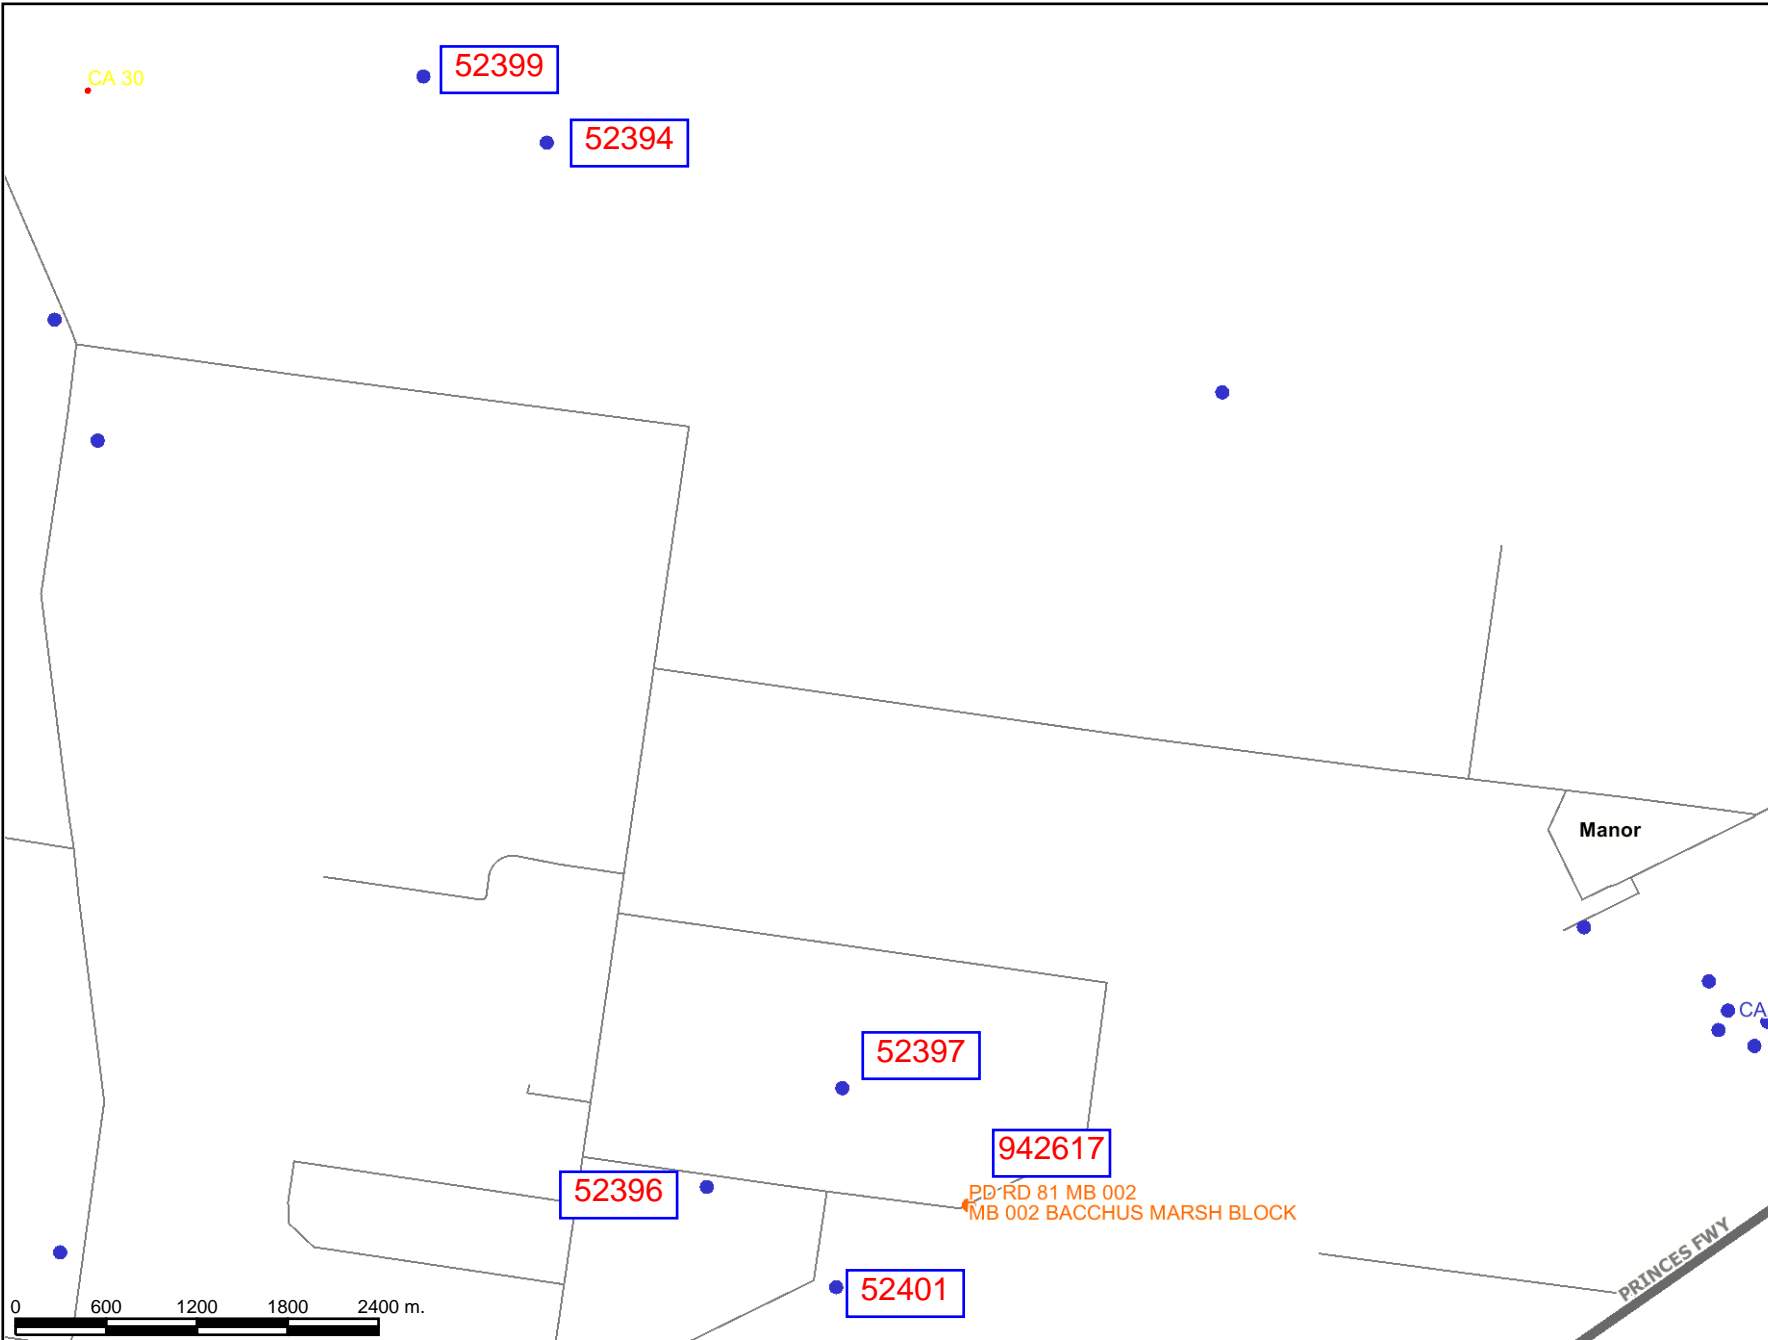 52399
CA 30
52394
Manor
CA
52397
942617
52396
PD RD 81 MB 002
MB 002 BACCHUS MARSH BLOCK
PRINCES FWY
52401
0 600 1200 1800 2400 m.